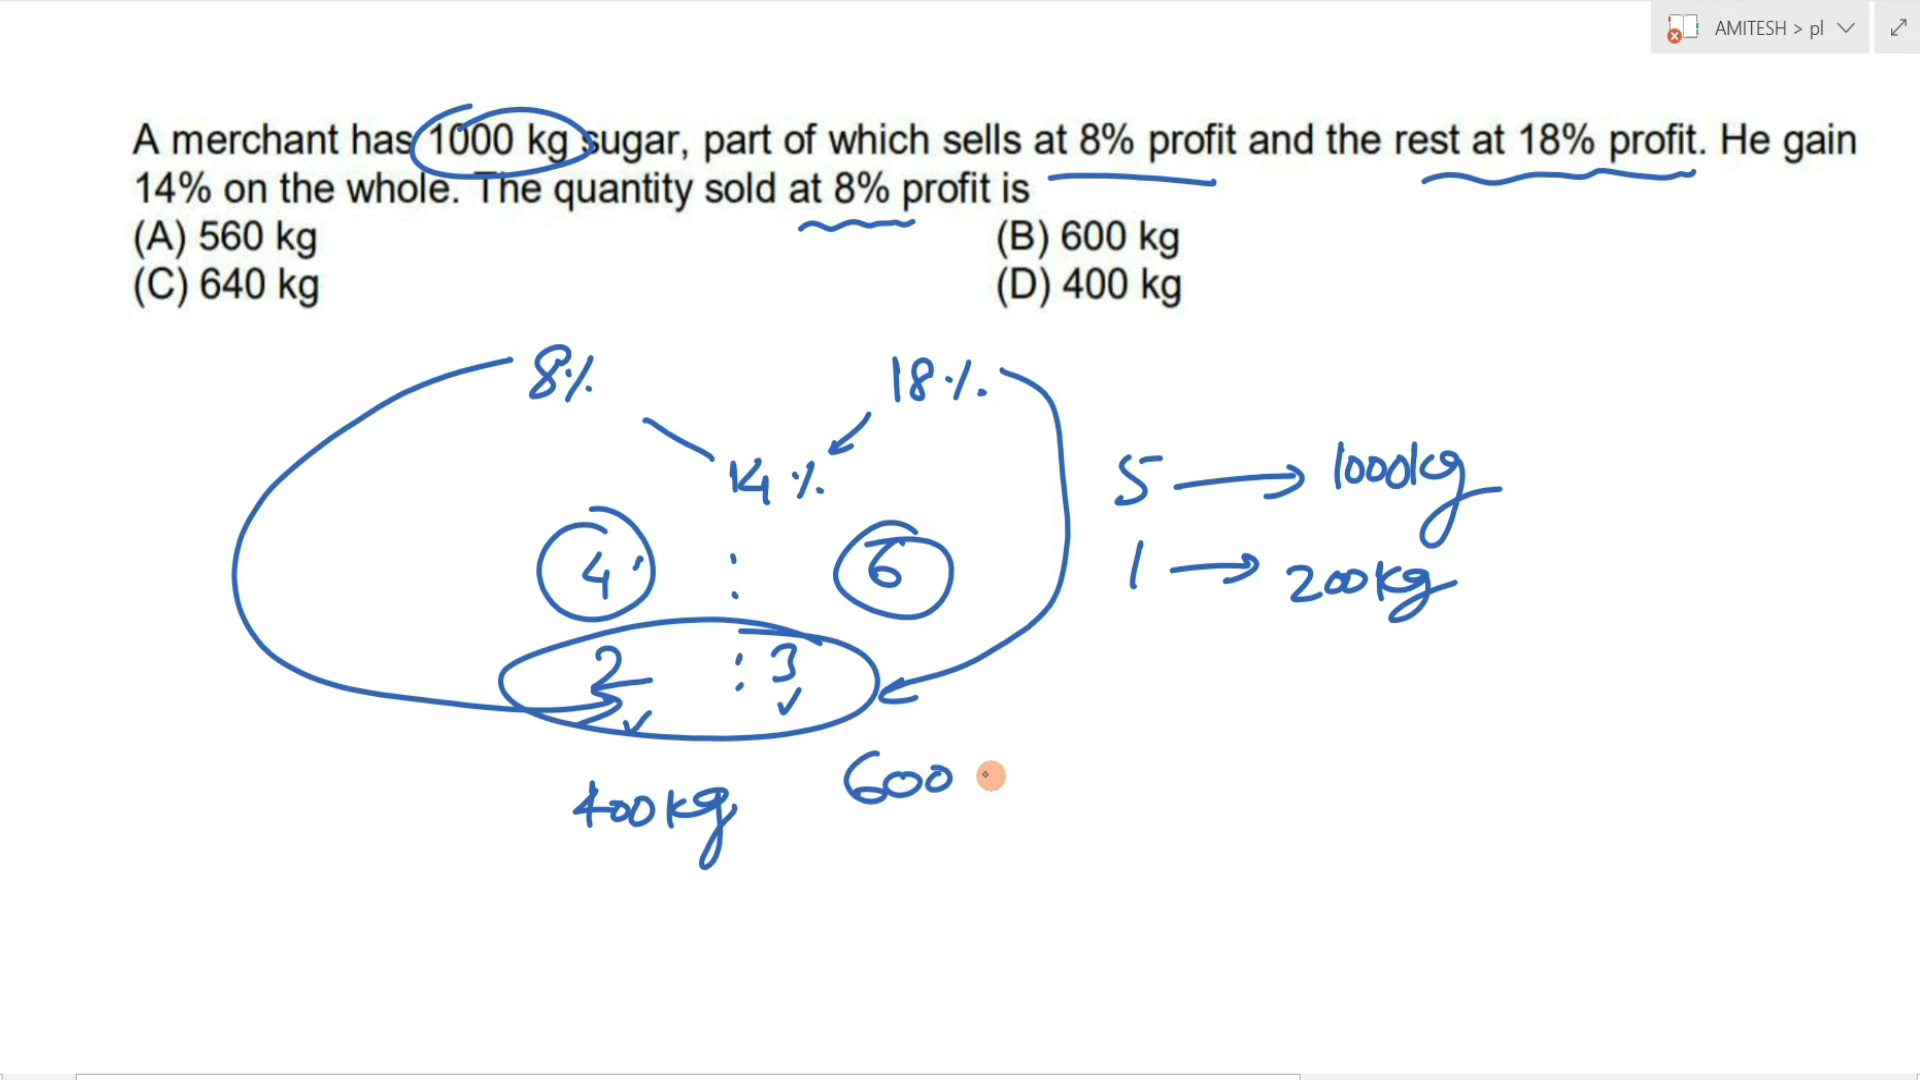 AMITESH > pl
A merchant has 1000 kg sugar, part of which sells at 8% profit and the rest at 18% profit. He gain
14% on the whole. The quantity sold at 8% profit is
(A) 560 kg (B) 600 kg
(C) 640 kg (D) 400 kg
8% 18%
14%
5 → 1000kg
4 : 6
1 → 200kg
2 : 3
400kg 600